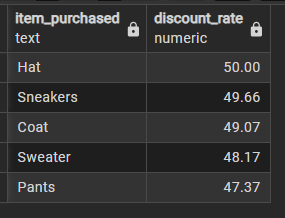 item_purchased discount_rate
text numeric
Hat 50.00
Sneakers 49.66
Coat 49.07
Sweater 48.17
Pants 47.37